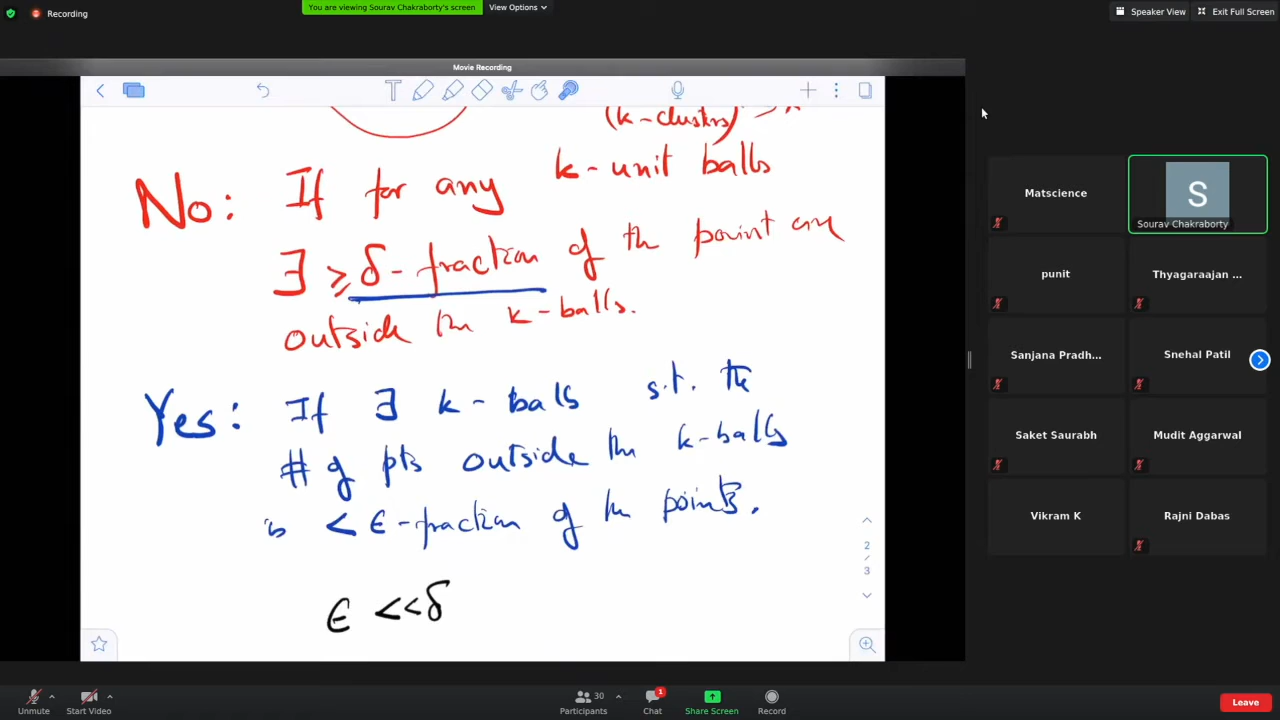 Recording
You are viewing Sourav Chakraborty's screen
View Options
Speaker View
Exit Full Screen
Movie Recording
(k-clusters)
No: If for any k-unit balls
∃ ≥ δ-fraction of the point are
outside the k-balls.
Yes: If ∃ k-balls s.t. the
# of pts outside the k-balls
is < ε-fraction of the points.
ε << δ
2
/
3
Matscience
S
Sourav Chakraborty
punit
Thyagaraajan ...
Sanjana Pradh...
Snehal Patil
Saket Saurabh
Mudit Aggarwal
Vikram K
Rajni Dabas
Unmute
Start Video
30
Participants
1
Chat
Share Screen
Record
Leave